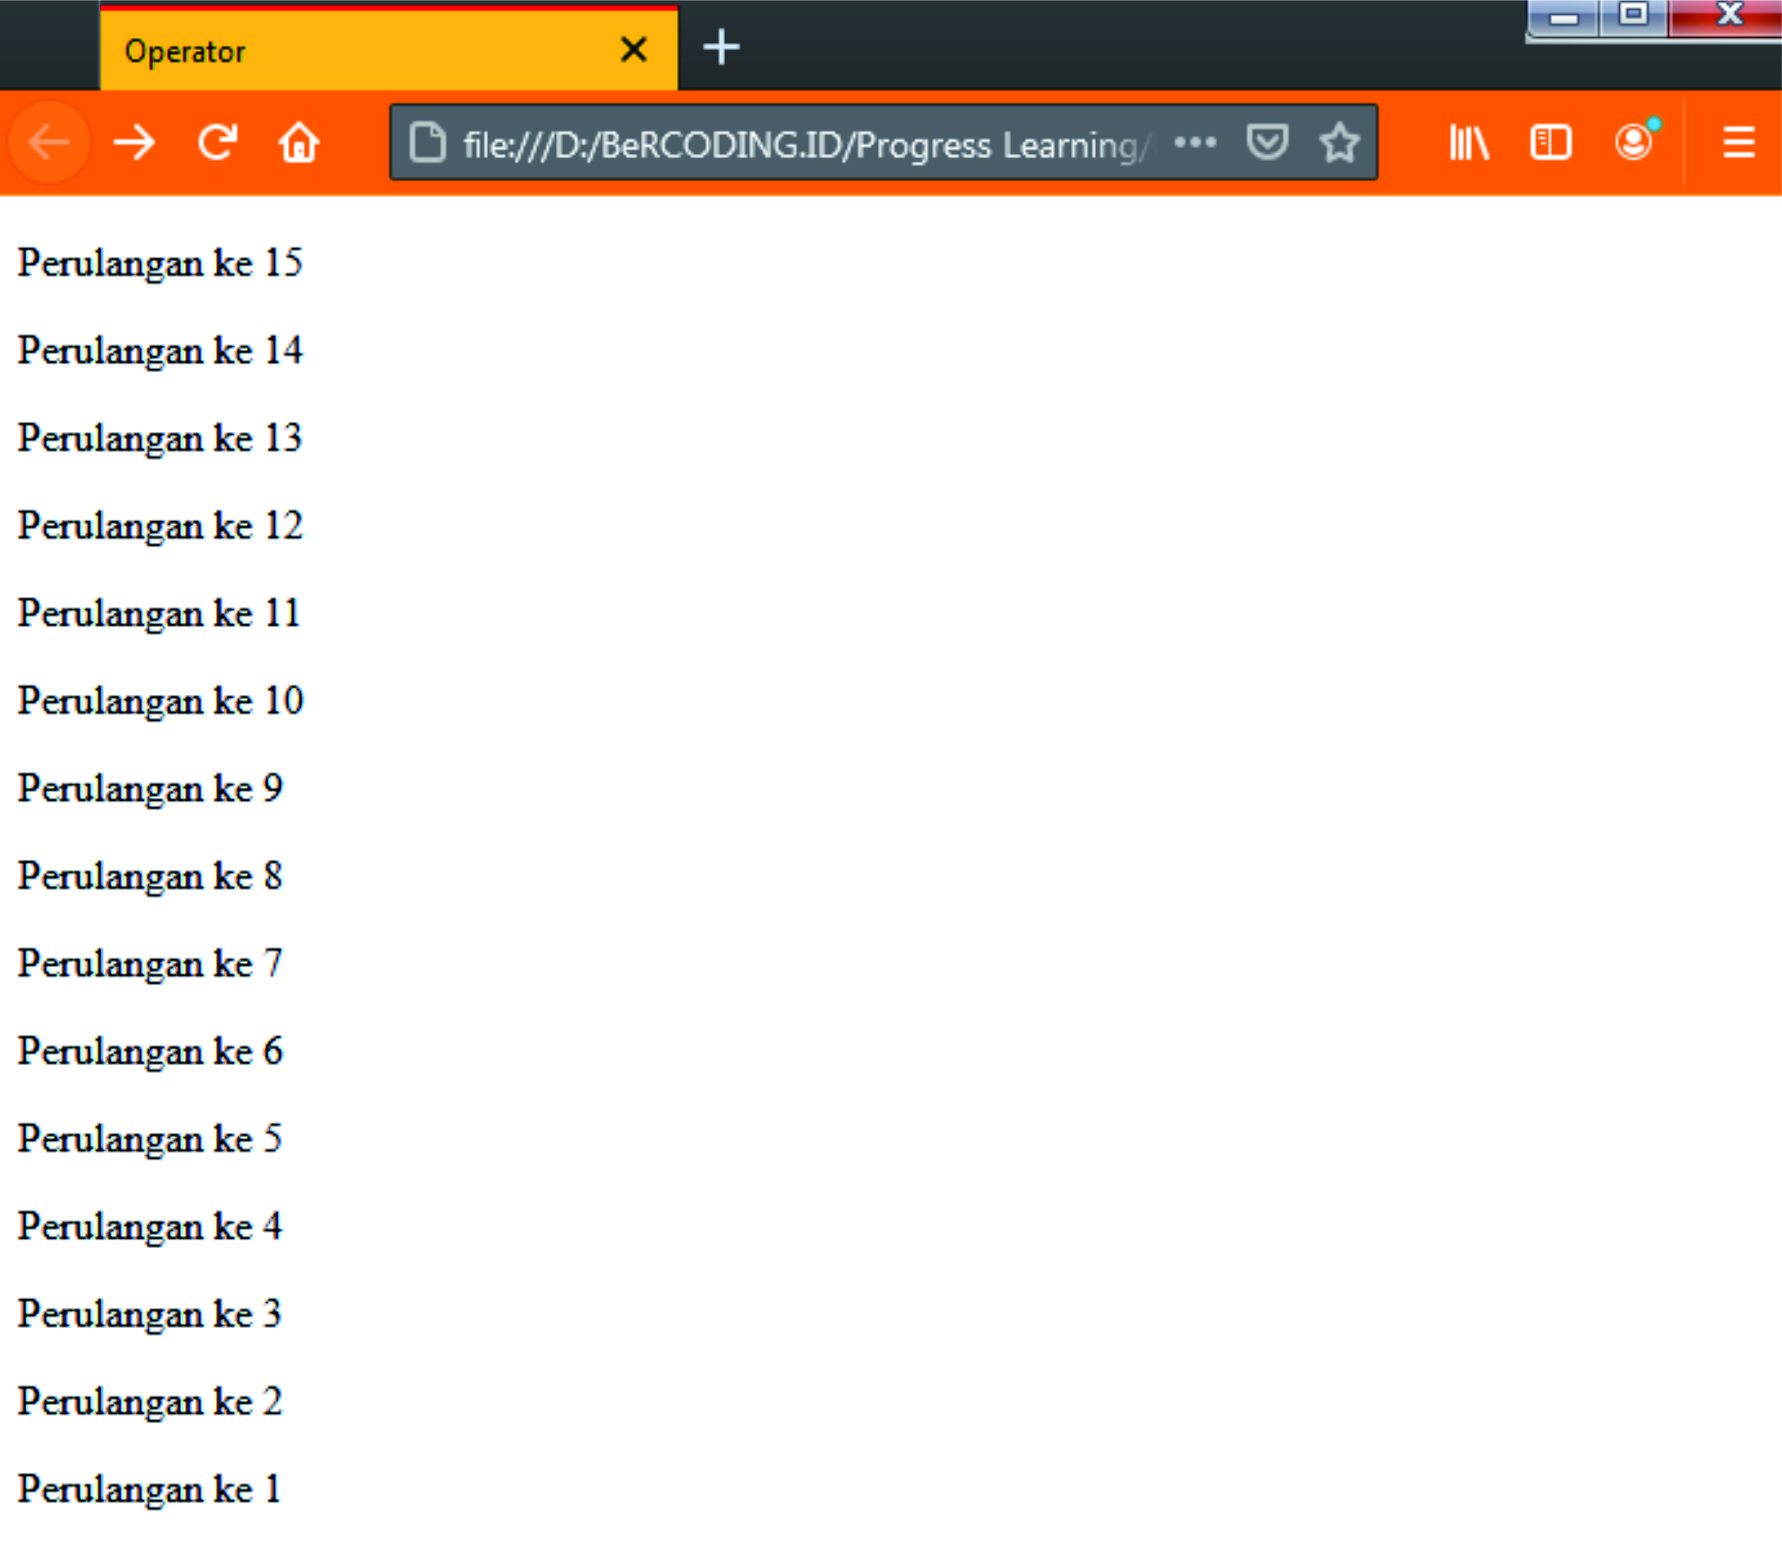 Operator
file:///D:/BeRCODING.ID/Progress Learning/
Perulangan ke 15
Perulangan ke 14
Perulangan ke 13
Perulangan ke 12
Perulangan ke 11
Perulangan ke 10
Perulangan ke 9
Perulangan ke 8
Perulangan ke 7
Perulangan ke 6
Perulangan ke 5
Perulangan ke 4
Perulangan ke 3
Perulangan ke 2
Perulangan ke 1